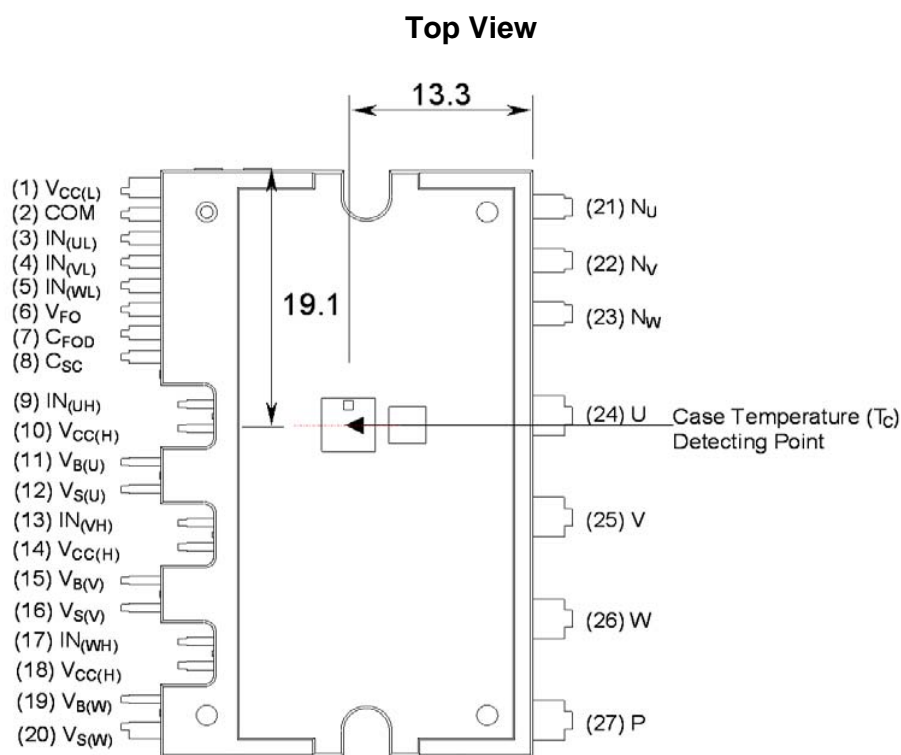 Top View
13.3
(1) VCC(L)
(2) COM
(3) IN(UL)
(4) IN(VL)
(5) IN(WL)
(6) VFO
(7) CFOD
(8) CSC
(9) IN(UH)
(10) VCC(H)
(11) VB(U)
(12) VS(U)
(13) IN(VH)
(14) VCC(H)
(15) VB(V)
(16) VS(V)
(17) IN(WH)
(18) VCC(H)
(19) VB(W)
(20) VS(W)
19.1
(21) NU
(22) NV
(23) NW
(24) U
(25) V
(26) W
(27) P
Case Temperature (TC)
Detecting Point